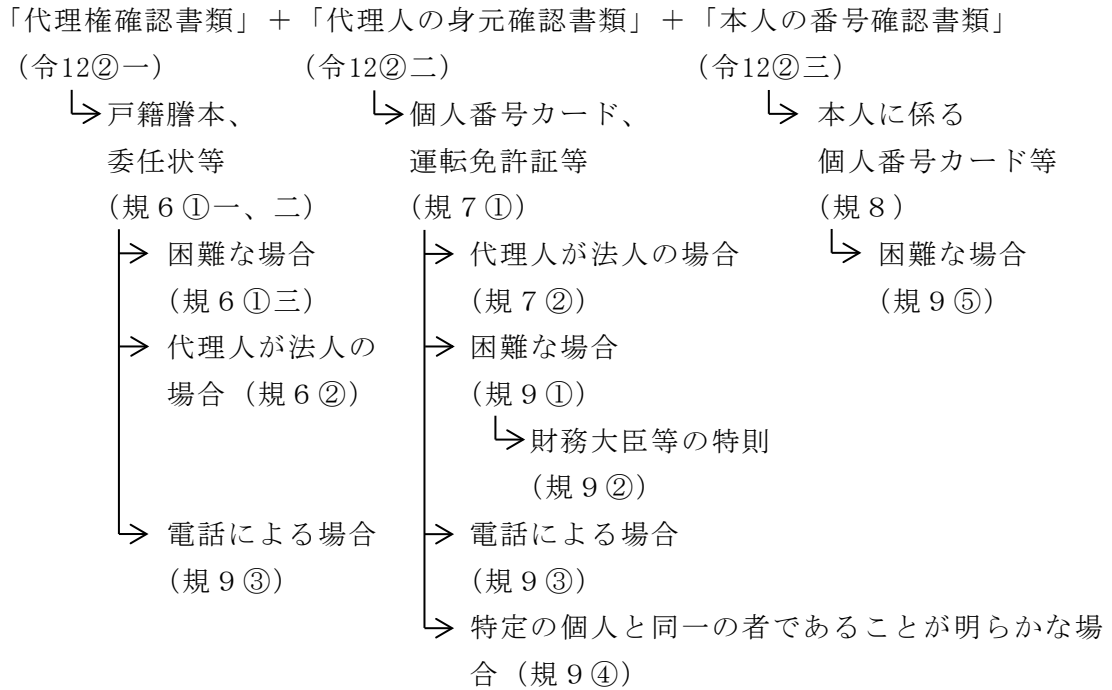 「代理権確認書類」＋「代理人の身元確認書類」＋「本人の番号確認書類」
（令12②一）
（令12②二）
（令12②三）
戸籍謄本、
委任状等
（規６①一、二）
困難な場合
（規６①三）
代理人が法人の
場合（規６②）
電話による場合
（規９③）
個人番号カード、
運転免許証等
（規７①）
代理人が法人の場合
（規７②）
困難な場合
（規９①）
財務大臣等の特則
（規９②）
電話による場合
（規９③）
特定の個人と同一の者であることが明らかな場
合（規９④）
本人に係る
個人番号カード等
（規８）
困難な場合
（規９⑤）